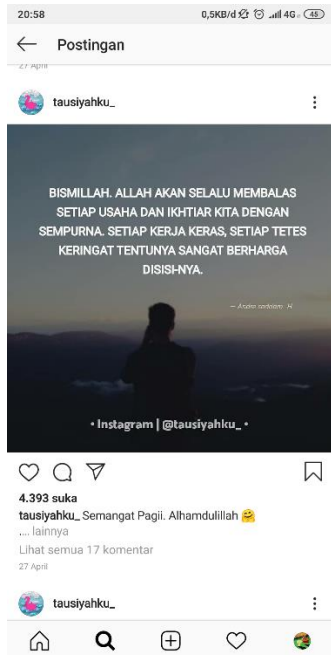 20:58 0,5KB/d 4G 45
Postingan
27 April
tausiyahku_
BISMILLAH. ALLAH AKAN SELALU MEMBALAS
SETIAP USAHA DAN IKHTIAR KITA DENGAN
SEMPURNA. SETIAP KERJA KERAS, SETIAP TETES
KERINGAT TENTUNYA SANGAT BERHARGA
DISISI-NYA.
• Instagram | @tausiyahku_ •
4.393 suka
tausiyahku_ Semangat Pagii. Alhamdulillah 🤗
.... lainnya
Lihat semua 17 komentar
27 April
tausiyahku_